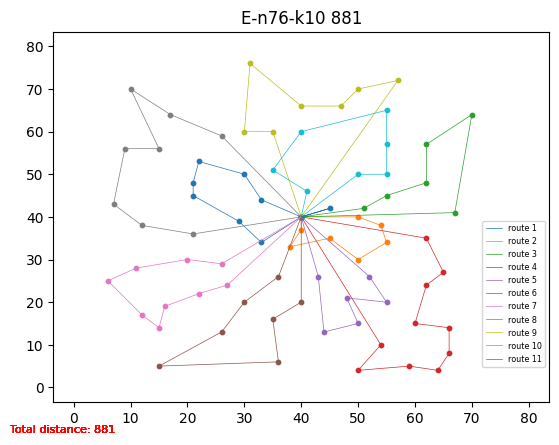 E-n76-k10 881
80
70
60
50
40
30
20
10
0
0 10 20 30 40 50 60 70 80
route 1
route 2
route 3
route 4
route 5
route 6
route 7
route 8
route 9
route 10
route 11
Total distance: 881